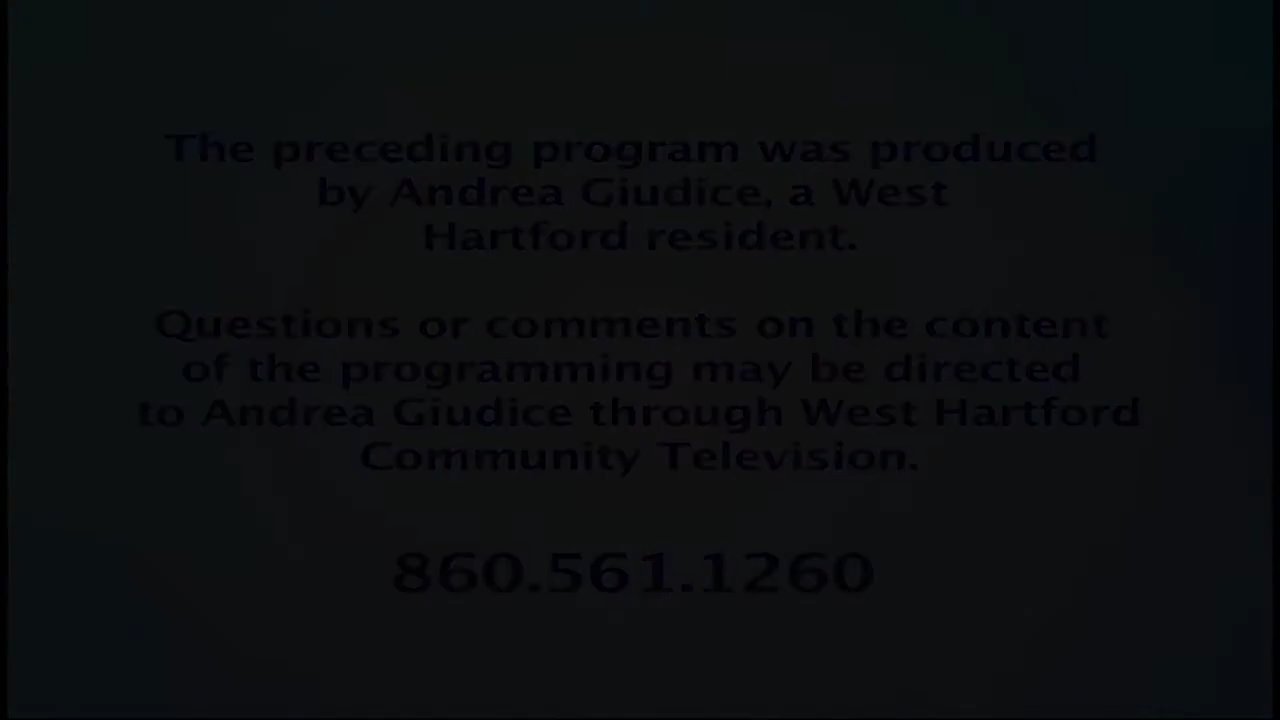 The preceding program was produced
by Andrea Giudice, a West
Hartford resident.
Questions or comments on the content
of the programming may be directed
to Andrea Giudice through West Hartford
Community Television.
860.561.1260